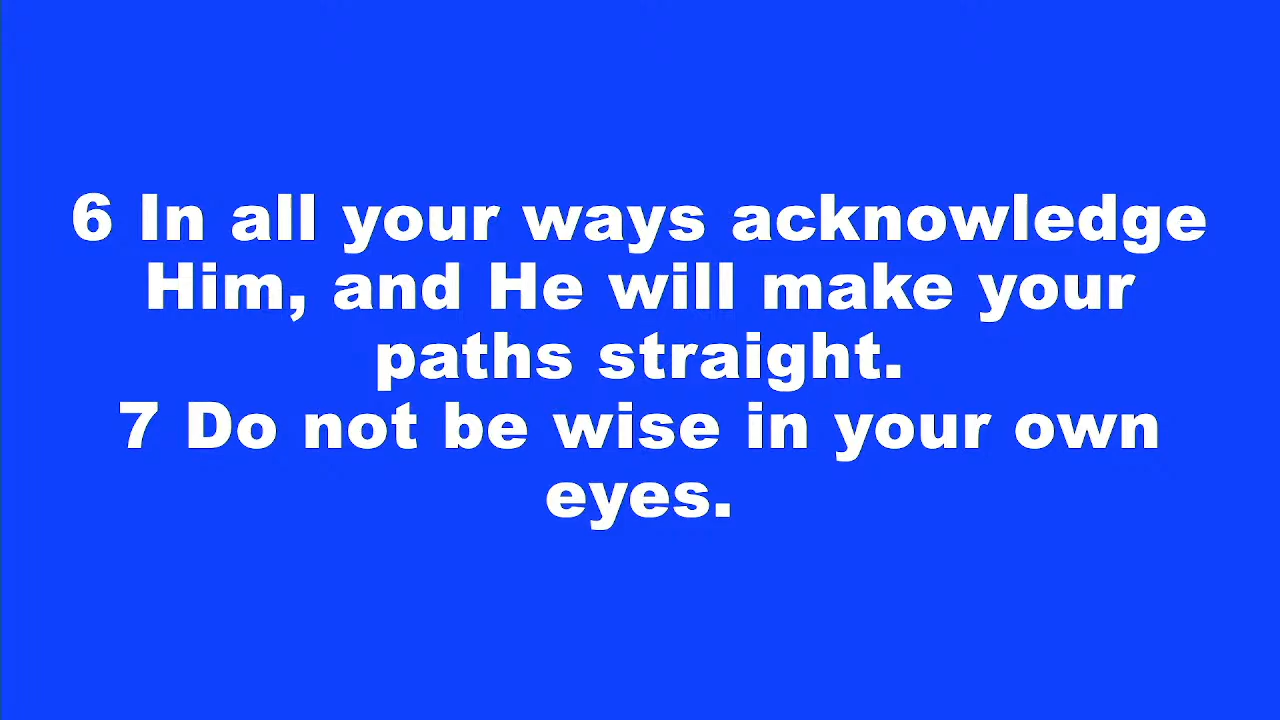 6 In all your ways acknowledge
Him, and He will make your
paths straight.
7 Do not be wise in your own
eyes.